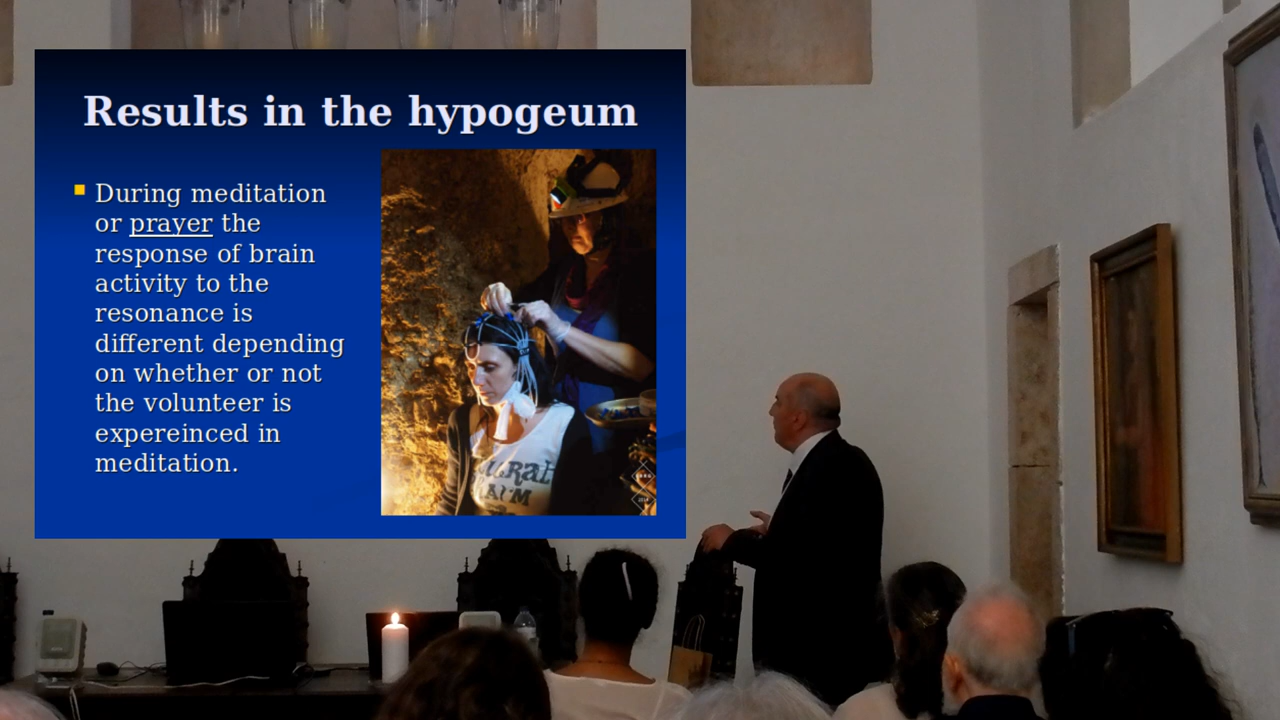 Results in the hypogeum
During meditation
or prayer the
response of brain
activity to the
resonance is
different depending
on whether or not
the volunteer is
expereinced in
meditation.